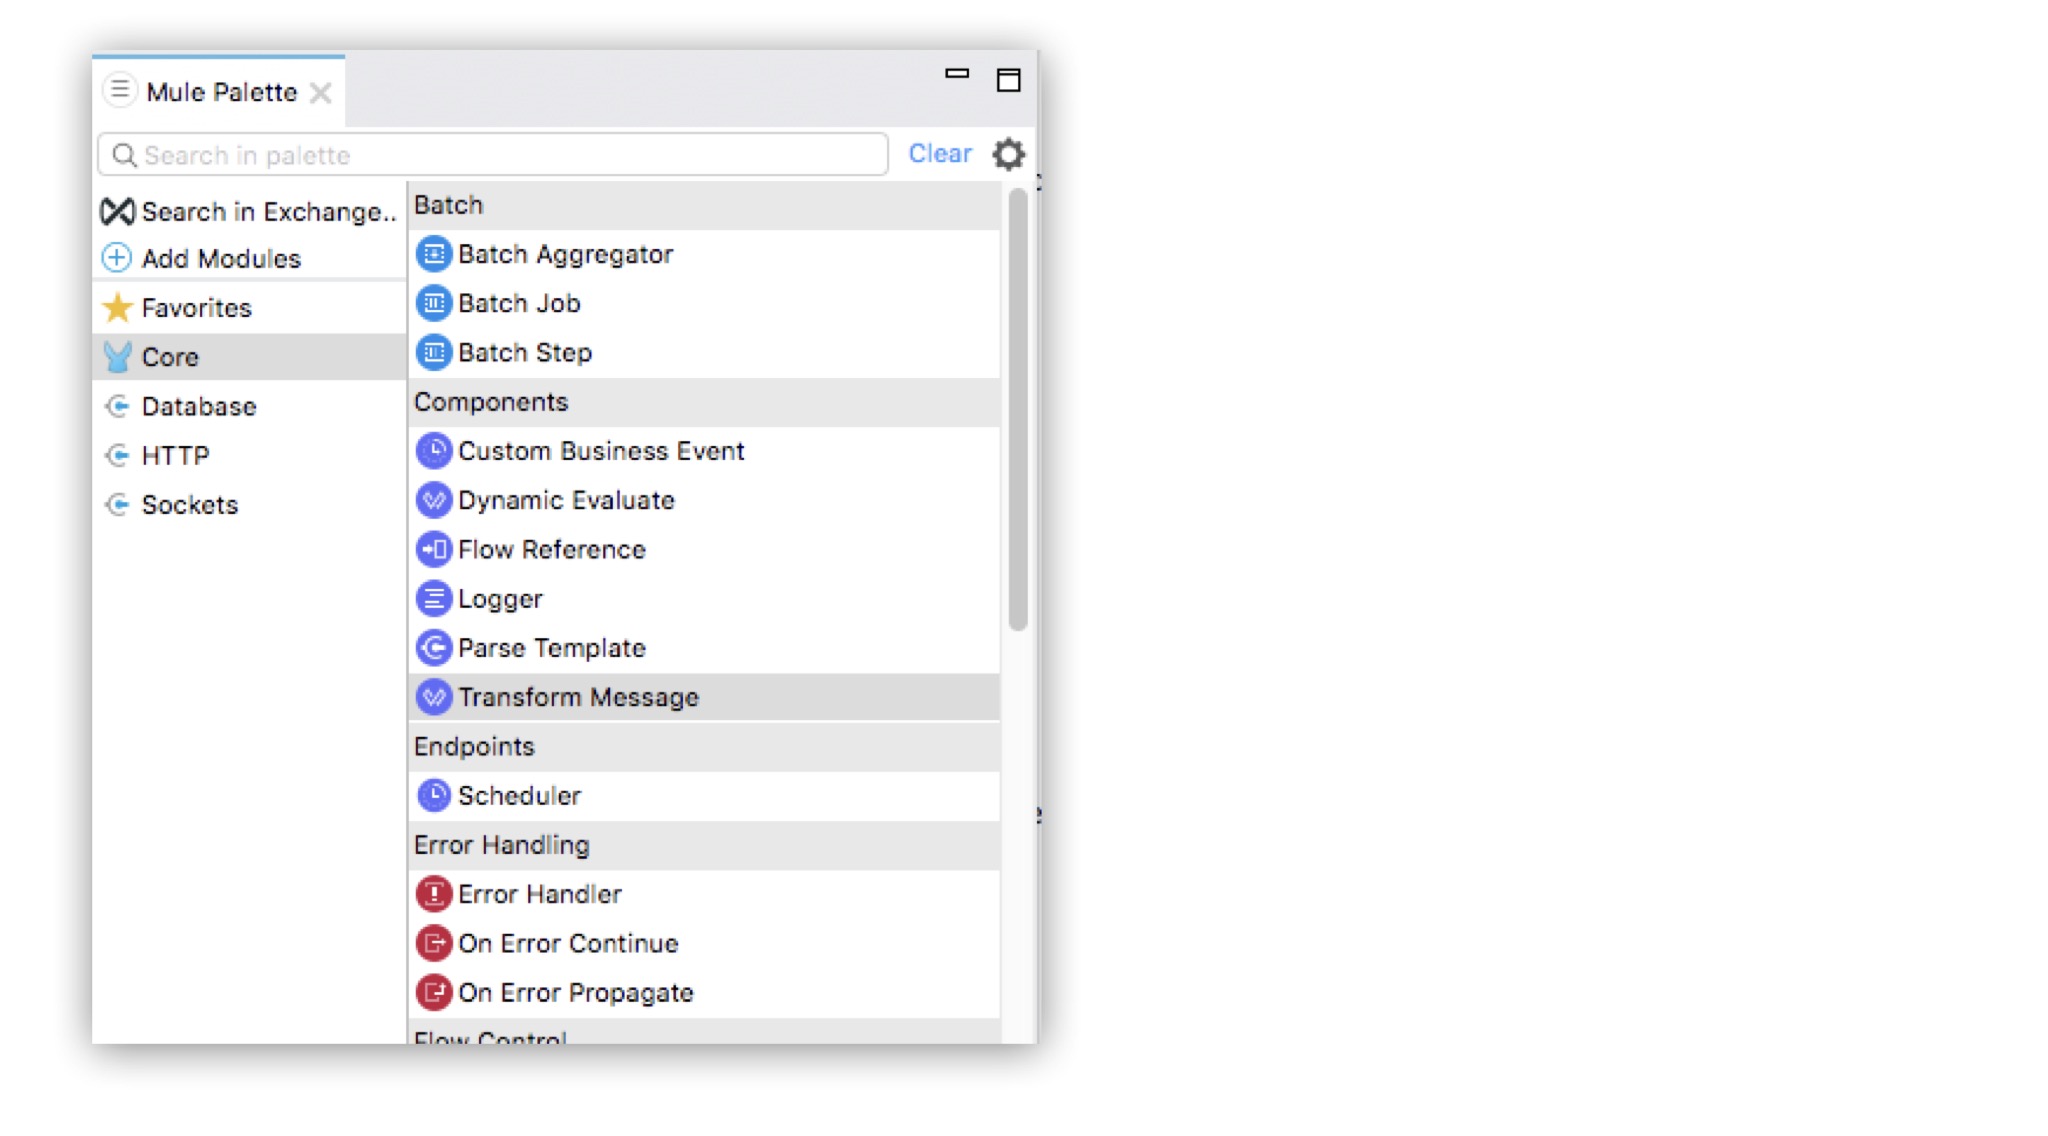 Mule Palette
Search in palette
Clear
Search in Exchange..
Add Modules
Favorites
Core
Database
HTTP
Sockets
Batch
Batch Aggregator
Batch Job
Batch Step
Components
Custom Business Event
Dynamic Evaluate
Flow Reference
Logger
Parse Template
Transform Message
Endpoints
Scheduler
Error Handling
Error Handler
On Error Continue
On Error Propagate
Flow Control